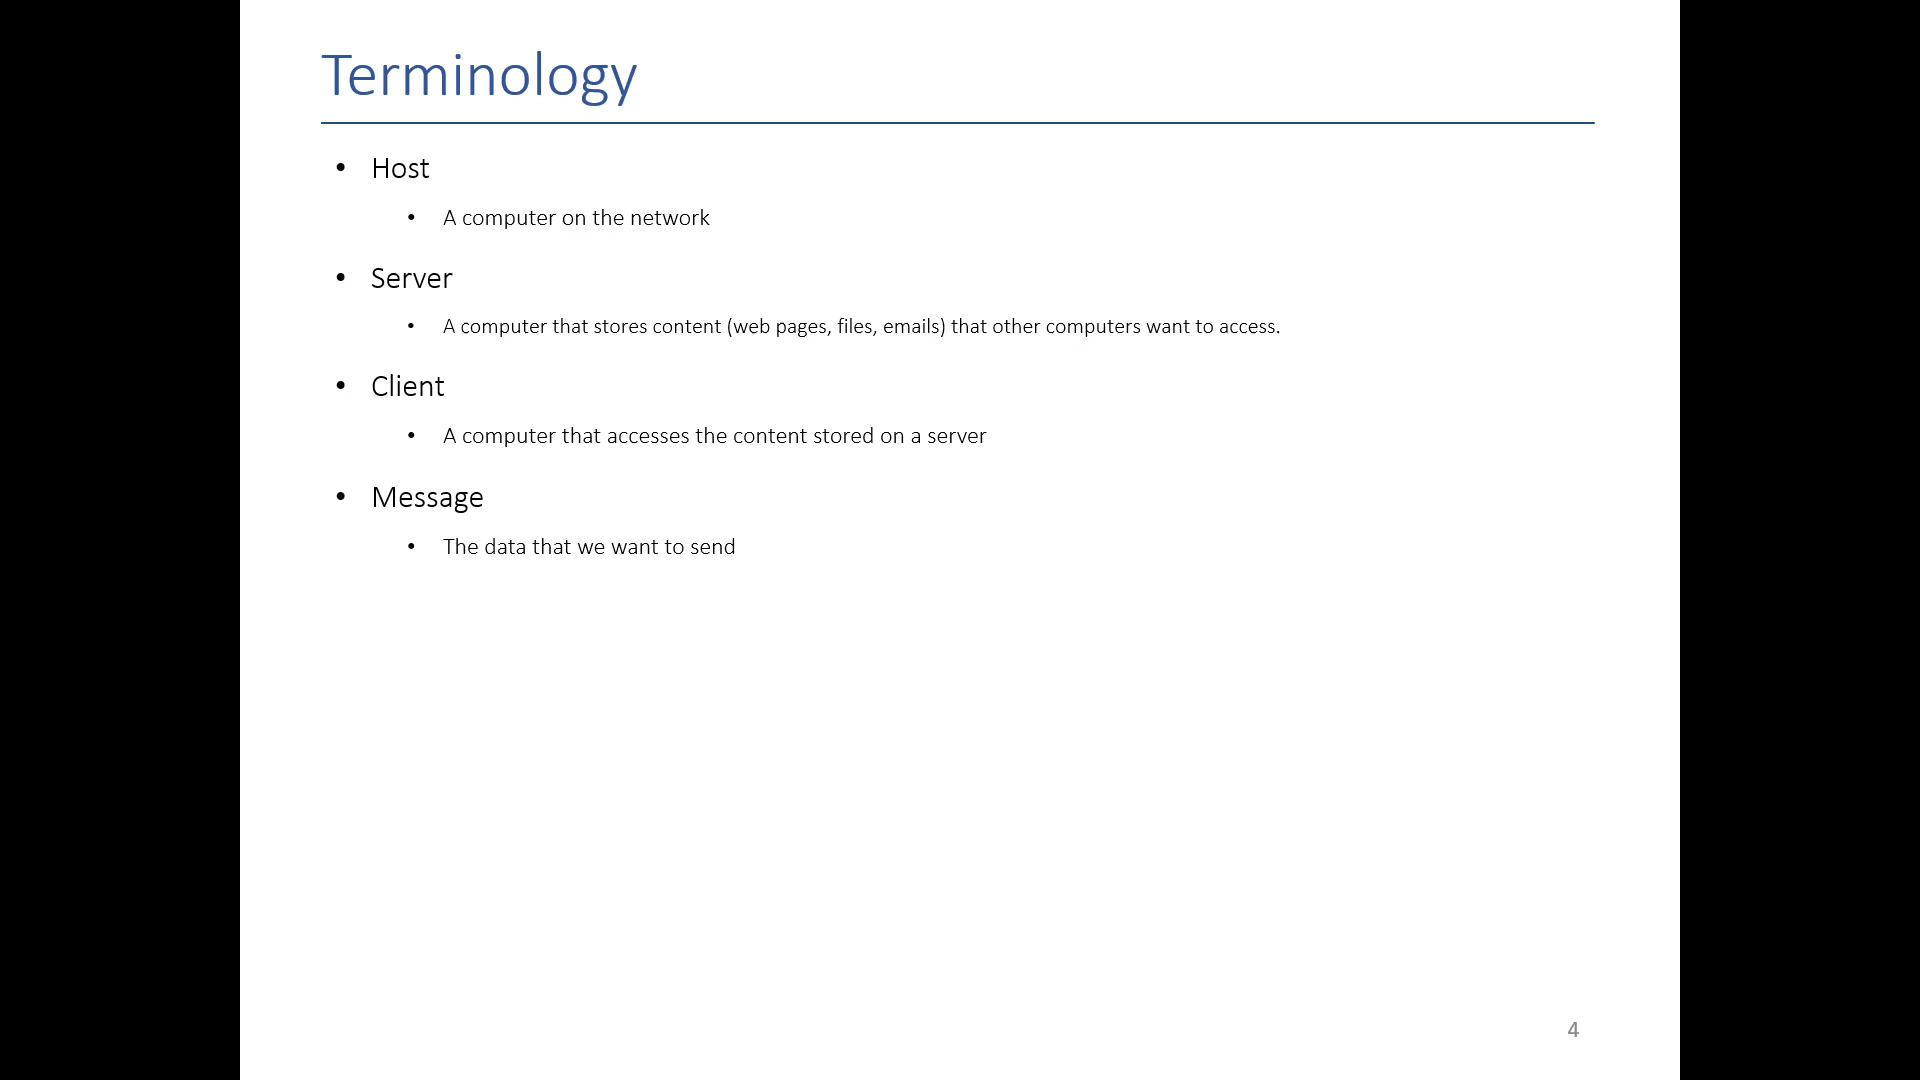 Terminology
• Host
• A computer on the network
• Server
• A computer that stores content (web pages, files, emails) that other computers want to access.
• Client
• A computer that accesses the content stored on a server
• Message
• The data that we want to send
4